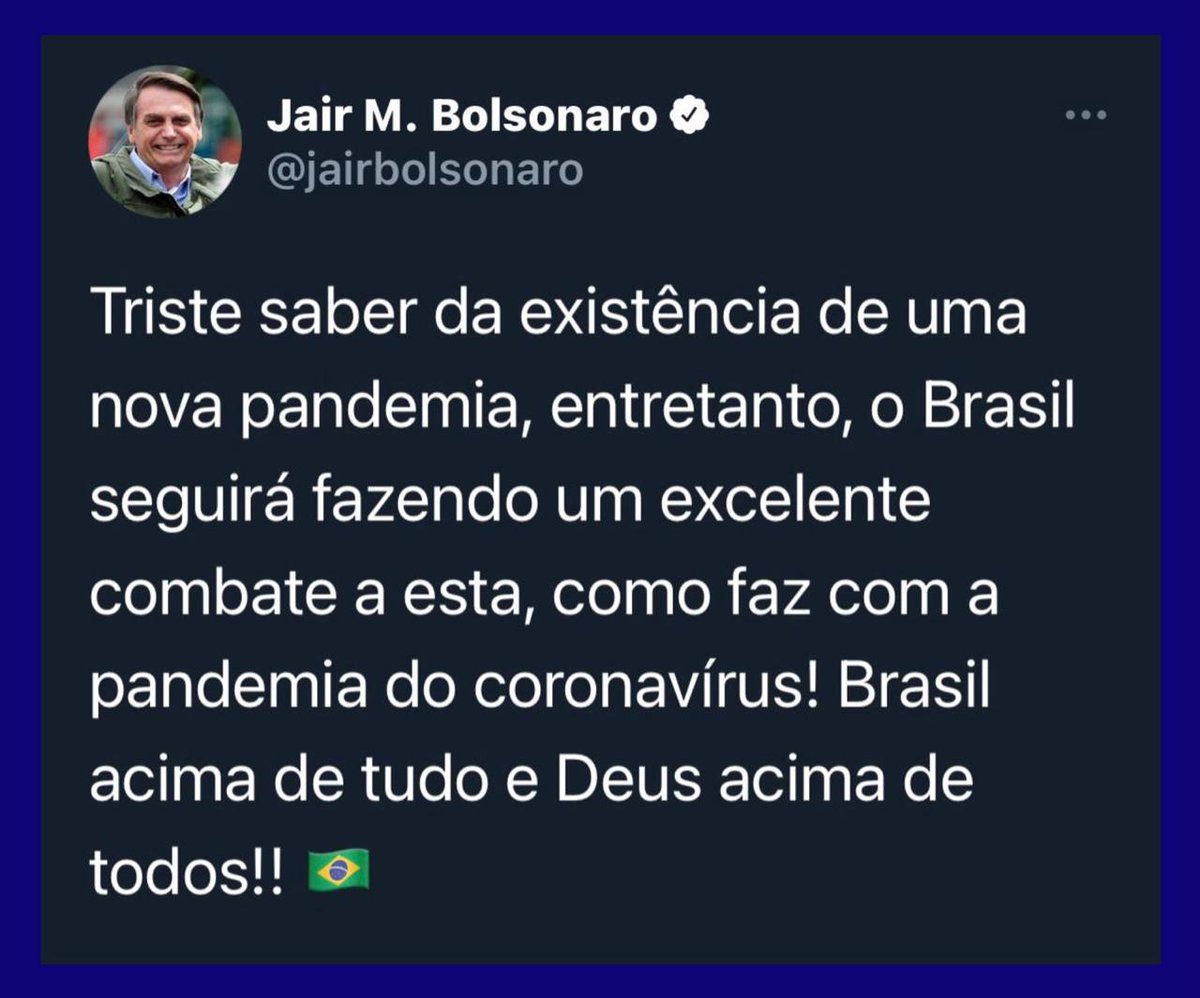 Jair M. Bolsonaro
@jairbolsonaro
Triste saber da existência de uma
nova pandemia, entretanto, o Brasil
seguirá fazendo um excelente
combate a esta, como faz com a
pandemia do coronavírus! Brasil
acima de tudo e Deus acima de
todos!! 🇧🇷